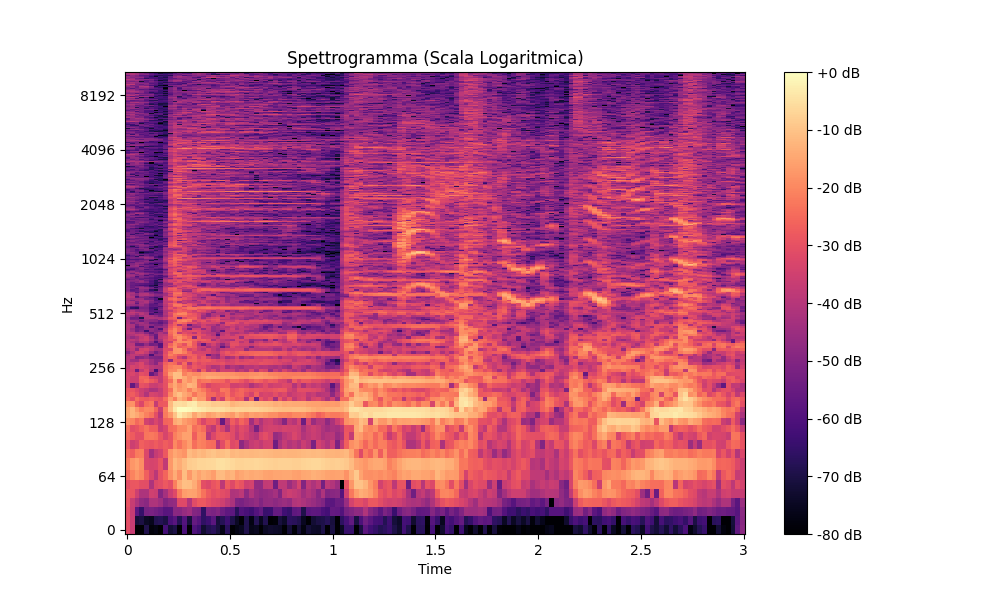 Spettrogramma (Scala Logaritmica)
Hz
8192
4096
2048
1024
512
256
128
64
0
0 0.5 1 1.5 2 2.5 3
Time
+0 dB
-10 dB
-20 dB
-30 dB
-40 dB
-50 dB
-60 dB
-70 dB
-80 dB